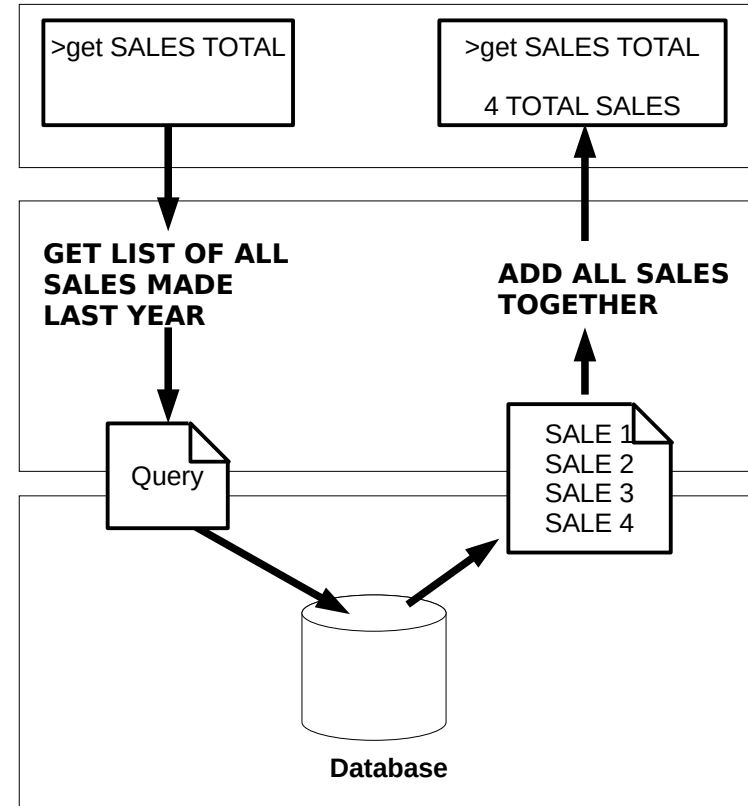 >get SALES TOTAL
>get SALES TOTAL
4 TOTAL SALES
GET LIST OF ALL
SALES MADE
LAST YEAR
ADD ALL SALES
TOGETHER
Query
SALE 1
SALE 2
SALE 3
SALE 4
Database